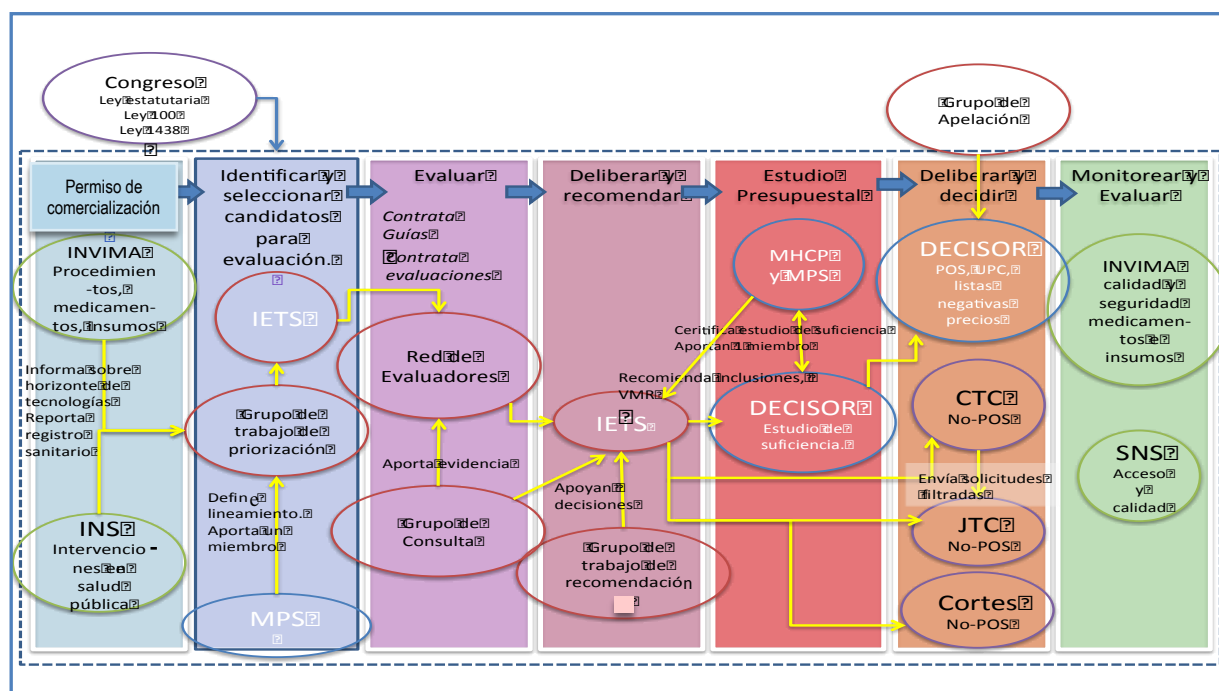 Congreso
Ley estatutaria
Ley 100
Ley 1438
Grupo de
Apelación
Permiso de
comercialización
INVIMA
Procedimien
-tos,
medicamen-
tos, insumos
Informa sobre
horizonte de
tecnologías
Reporta
registro
sanitario
INS
Intervencio-
nes en
salud
pública
Identificar y
seleccionar
candidatos
para
evaluación.
IETS
Grupo de
trabajo de
priorización
Define
lineamiento.
Aporta un
miembro
MPS
Evaluar
Contrata
Guías
Contrata
evaluaciones
Red de
Evaluadores
Aporta evidencia
Grupo de
Consulta
Deliberar y
recomendar
IETS
Apoyan
decisiones
Grupo de
trabajo de
recomendación
Estudio
Presupuestal
MHCP
y MPS
Ceritifica estudio de suficiencia
Aportan 1 miembro
Recomienda inclusiones,
VMR
DECISOR
Estudio de
suficiencia.
Deliberar y
decidir
DECISOR
POS, UPC,
listas
negativas
precios
CTC
No-POS
Envía solicitudes
filtradas
JTC
No-POS
Cortes
No-POS
Monitorear y
Evaluar
INVIMA
calidad y
seguridad
medicamen-
tos e
insumos
SNS
Acceso
y
calidad